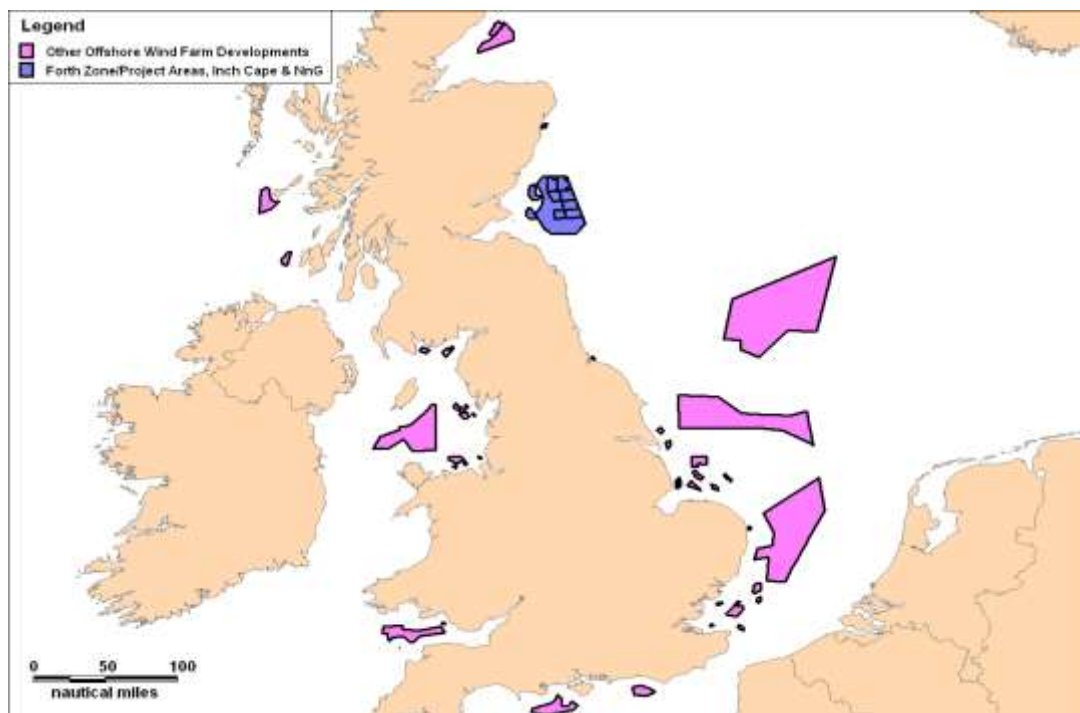 Legend
Other Offshore Wind Farm Developments
Forth Zone/Project Areas, Inch Cape & NnG
0 50 100
nautical miles